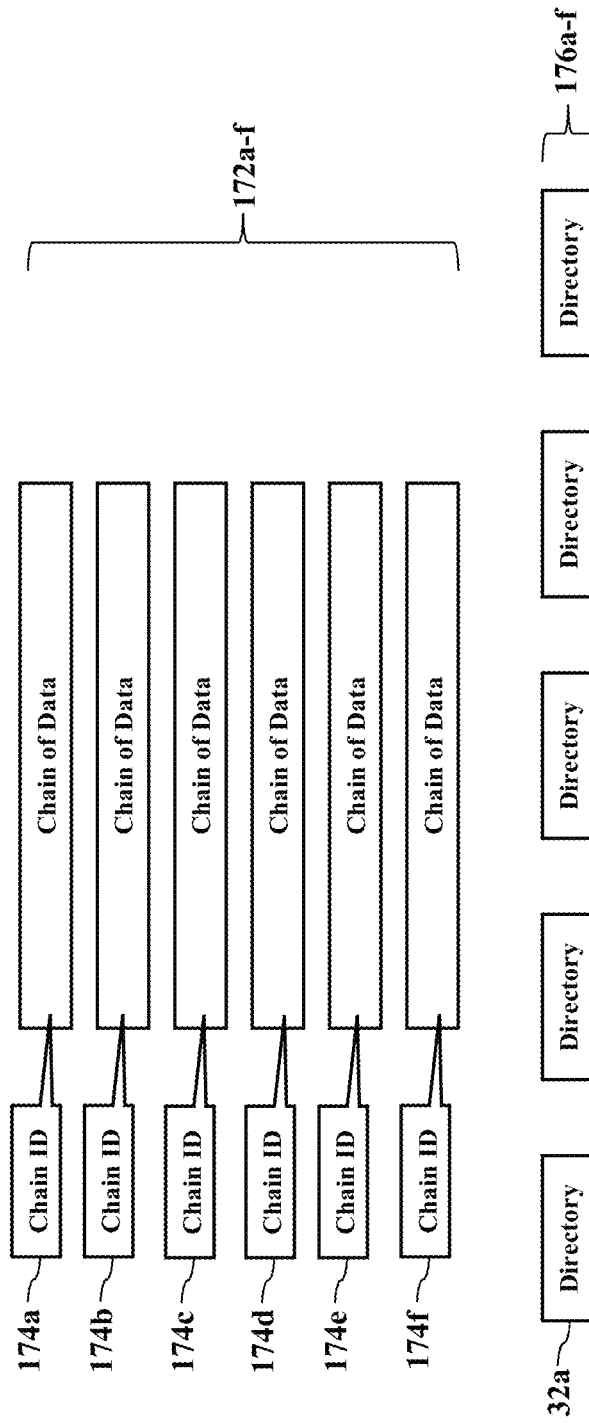 174a
Chain ID
Chain of Data
174b
Chain ID
Chain of Data
174c
Chain ID
Chain of Data
174d
Chain ID
Chain of Data
174e
Chain ID
Chain of Data
174f
Chain ID
Chain of Data
172a-f
32a
Directory
Directory
Directory
Directory
Directory
176a-f